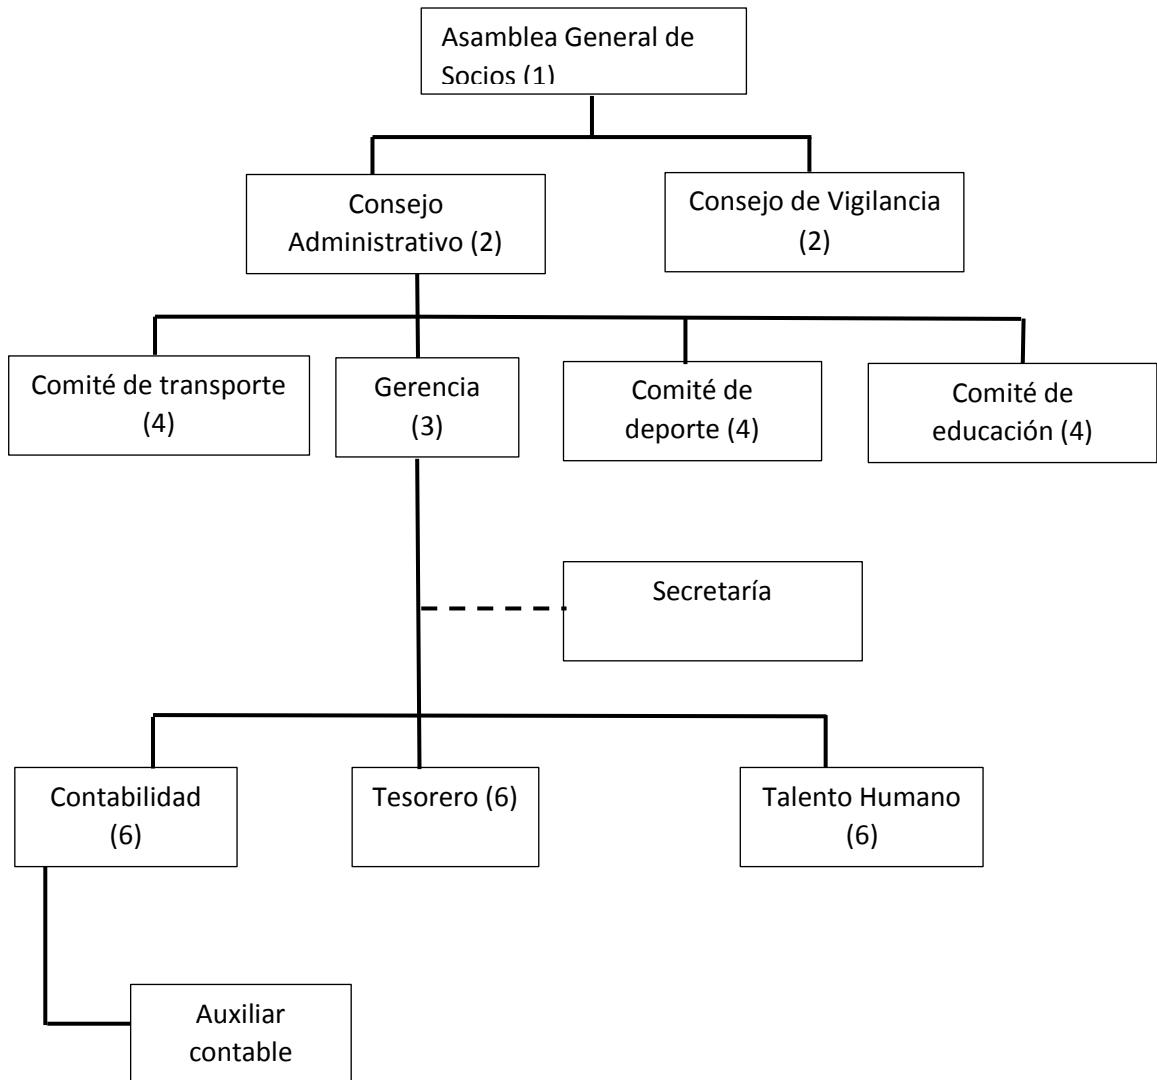 Asamblea General de
Socios (1)
Consejo
Administrativo (2)
Consejo de Vigilancia
(2)
Comité de transporte
(4)
Gerencia
(3)
Comité de
deporte (4)
Comité de
educación (4)
Secretaría
Contabilidad
(6)
Tesorero (6)
Talento Humano
(6)
Auxiliar
contable